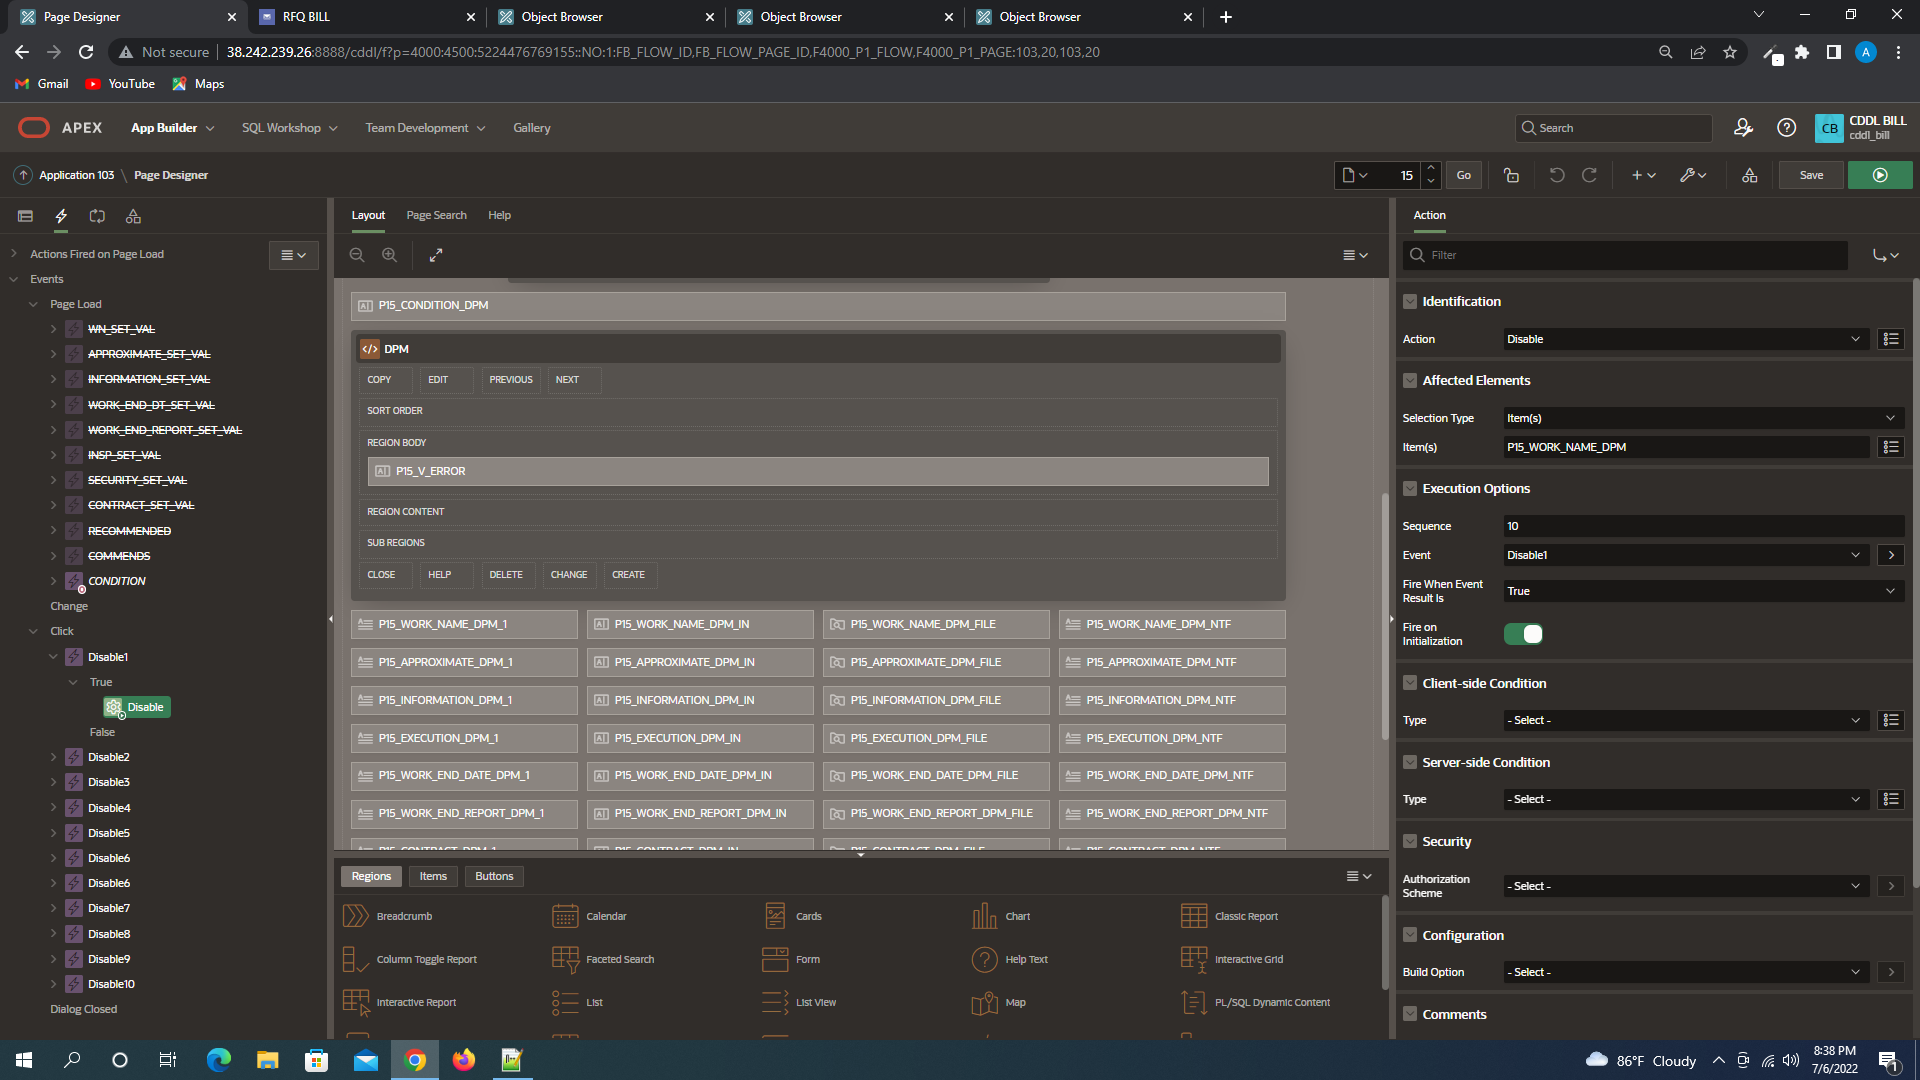 Page Designer
RFQ BILL
Object Browser
Object Browser
Object Browser
Not secure
38.242.239.26:8888/cddl/f?p=4000:4500:5224476769155::NO:1:FB_FLOW_ID,FB_FLOW_PAGE_ID,F4000_P1_FLOW,F4000_P1_PAGE:103,20,103,20
A
Gmail
YouTube
Maps
APEX
App Builder
SQL Workshop
Team Development
Gallery
Search
CB
CDDL BILL
cddl_bill
Application 103 \ Page Designer
15
Go
Save
Layout
Page Search
Help
Action
Actions Fired on Page Load
Events
Page Load
WN_SET_VAL
APPROXIMATE_SET_VAL
INFORMATION_SET_VAL
WORK_END_DT_SET_VAL
WORK_END_REPORT_SET_VAL
INSP_SET_VAL
SECURITY_SET_VAL
CONTRACT_SET_VAL
RECOMMENDED
COMMENDS
CONDITION
Change
Click
Disable1
True
Disable
False
Disable2
Disable3
Disable4
Disable5
Disable6
Disable6
Disable7
Disable8
Disable9
Disable10
Dialog Closed
P15_CONDITION_DPM
DPM
COPY
EDIT
PREVIOUS
NEXT
SORT ORDER
REGION BODY
P15_V_ERROR
REGION CONTENT
SUB REGIONS
CLOSE
HELP
DELETE
CHANGE
CREATE
P15_WORK_NAME_DPM_1
P15_WORK_NAME_DPM_IN
P15_WORK_NAME_DPM_FILE
P15_WORK_NAME_DPM_NTF
P15_APPROXIMATE_DPM_1
P15_APPROXIMATE_DPM_IN
P15_APPROXIMATE_DPM_FILE
P15_APPROXIMATE_DPM_NTF
P15_INFORMATION_DPM_1
P15_INFORMATION_DPM_IN
P15_INFORMATION_DPM_FILE
P15_INFORMATION_DPM_NTF
P15_EXECUTION_DPM_1
P15_EXECUTION_DPM_IN
P15_EXECUTION_DPM_FILE
P15_EXECUTION_DPM_NTF
P15_WORK_END_DATE_DPM_1
P15_WORK_END_DATE_DPM_IN
P15_WORK_END_DATE_DPM_FILE
P15_WORK_END_DATE_DPM_NTF
P15_WORK_END_REPORT_DPM_1
P15_WORK_END_REPORT_DPM_IN
P15_WORK_END_REPORT_DPM_FILE
P15_WORK_END_REPORT_DPM_NTF
P15_CONTRACT_DPM_1
P15_CONTRACT_DPM_IN
P15_CONTRACT_DPM_FILE
P15_CONTRACT_DPM_NTF
Regions
Items
Buttons
Breadcrumb
Calendar
Cards
Chart
Classic Report
Column Toggle Report
Faceted Search
Form
Help Text
Interactive Grid
Interactive Report
List
List View
Map
PL/SQL Dynamic Content
Filter
Identification
Action
Disable
Affected Elements
Selection Type
Item(s)
Item(s)
P15_WORK_NAME_DPM
Execution Options
Sequence
10
Event
Disable1
Fire When Event
Result Is
True
Fire on
Initialization
Client-side Condition
Type
- Select -
Server-side Condition
Type
- Select -
Security
Authorization
Scheme
- Select -
Configuration
Build Option
- Select -
Comments
86°F Cloudy
8:38 PM
7/6/2022
1